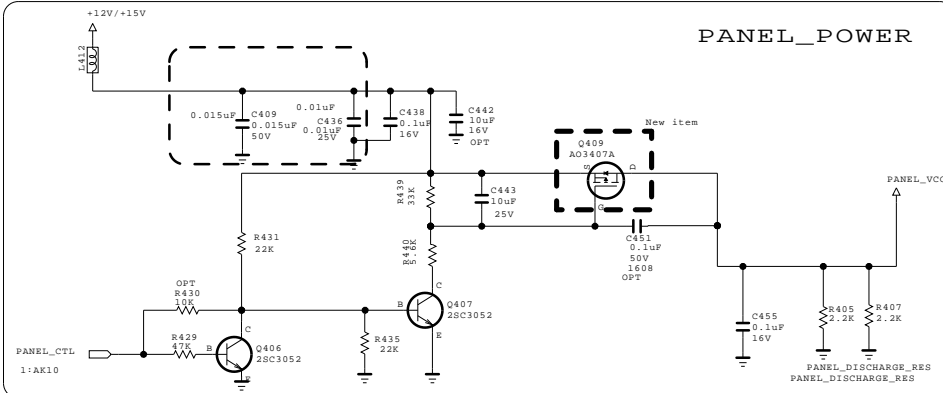 PANEL_POWER
+12V/+15V
L412
0.015uF
C409
0.015uF
50V
0.01uF
C436
0.01uF
25V
C438
0.1uF
16V
C442
10uF
16V
OPT
New item
Q409
AO3407A
S
D
G
PANEL_VCC
R439
33K
C443
10uF
25V
R431
22K
R440
5.6K
C451
0.1uF
50V
1608
OPT
OPT
R430
10K
C
B
Q407
2SC3052
E
R429
47K
C
B
Q406
2SC3052
E
R435
22K
PANEL_CTL
1:AK10
C455
0.1uF
16V
R405
2.2K
R407
2.2K
PANEL_DISCHARGE_RES
PANEL_DISCHARGE_RES